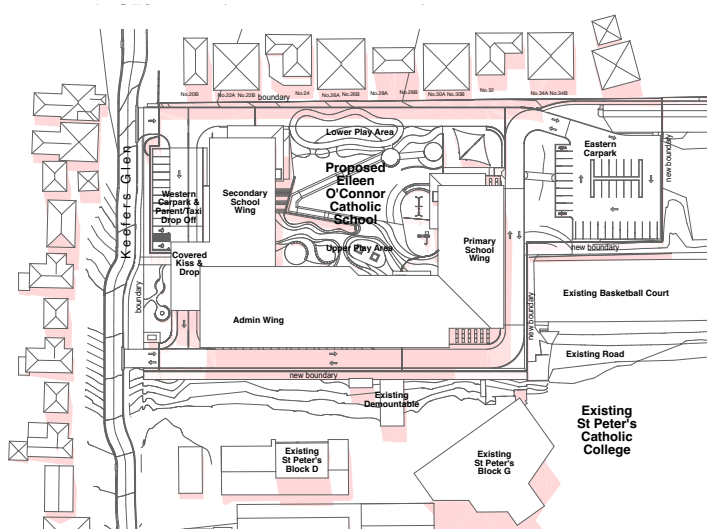 No.20B
No.22A No.22B
No.24
No.26A No.26B
No.28A
No.28B
No.30A No.30B
No.32
No.34A No.34B
boundary
Lower Play Area
Eastern
Carpark
new boundary
Keefers Glen
Western
Carpark &
Parent/Taxi
Drop Off
Secondary
School
Wing
Proposed
Eileen
O'Connor
Catholic
School
Upper Play Area
Primary
School
Wing
new boundary
Covered
Kiss &
Drop
boundary
Existing Basketball Court
Admin Wing
new boundary
Existing Road
new boundary
Existing
Demountable
Existing
St Peter's
Catholic
College
Existing
St Peter's
Block D
Existing
St Peter's
Block G